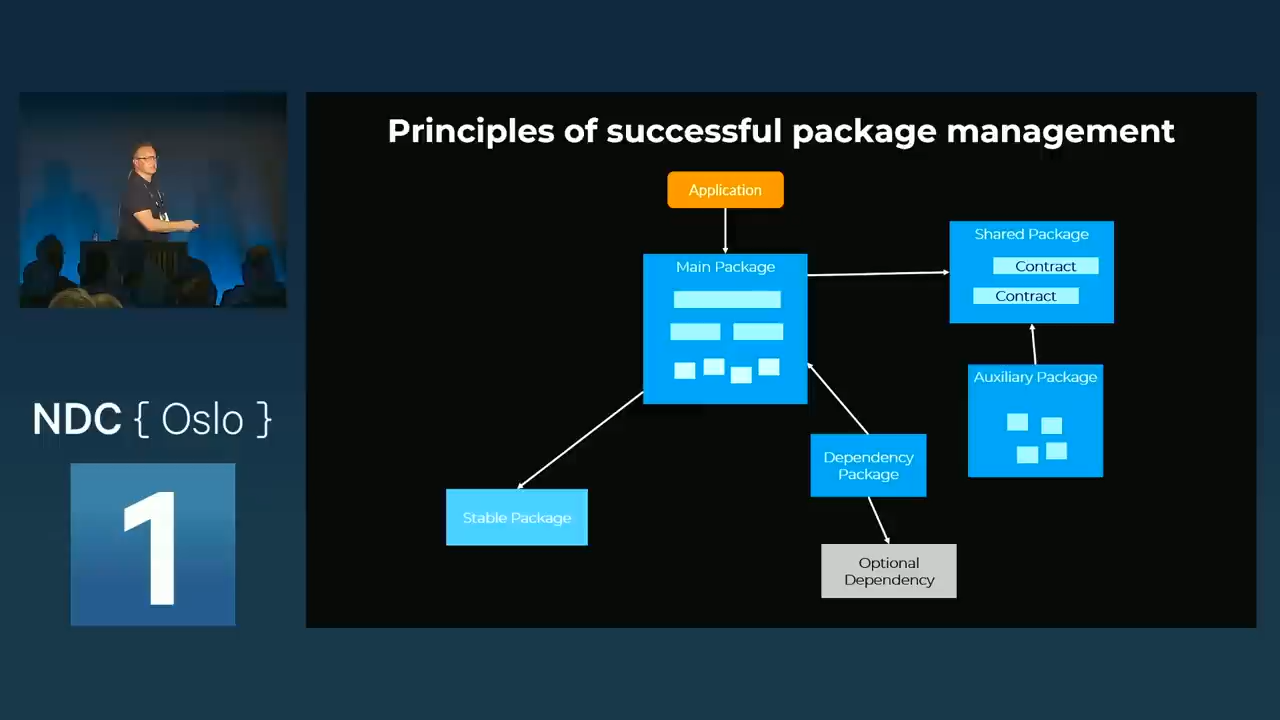 Principles of successful package management
Application
Main Package
Shared Package
Contract
Contract
Auxiliary Package
Dependency
Package
Stable Package
Optional
Dependency
NDC { Oslo }
1